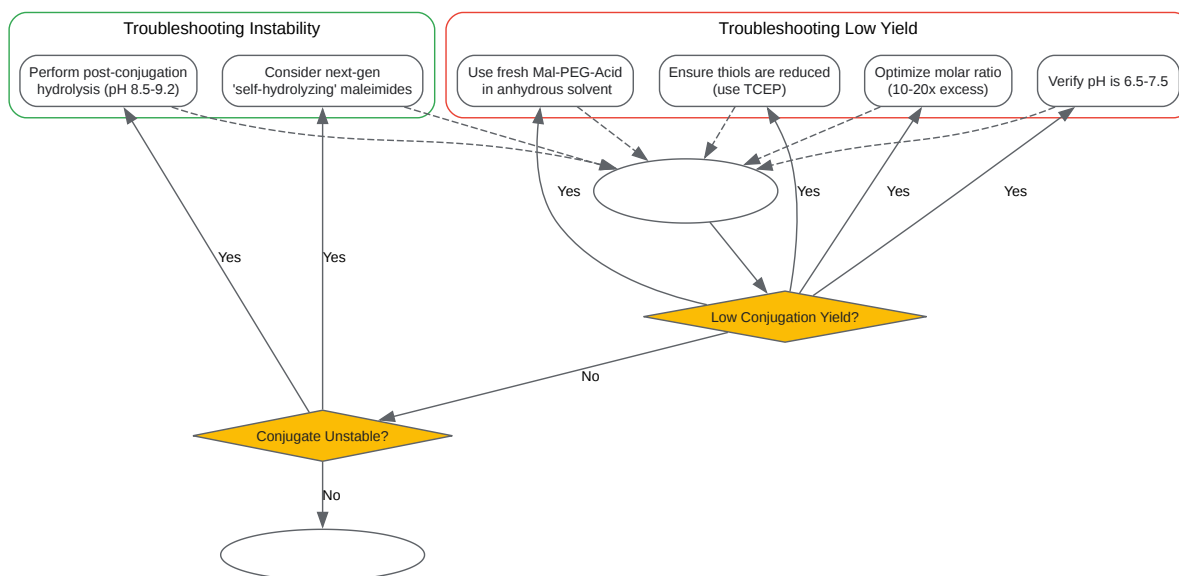 Troubleshooting Instability
Troubleshooting Low Yield
Perform post-conjugation
hydrolysis (pH 8.5-9.2)
Consider next-gen
'self-hydrolyzing' maleimides
Use fresh Mal-PEG-Acid
in anhydrous solvent
Ensure thiols are reduced
(use TCEP)
Optimize molar ratio
(10-20x excess)
Verify pH is 6.5-7.5
Yes
Yes
Yes
Yes
Yes
Yes
Low Conjugation Yield?
No
Conjugate Unstable?
No